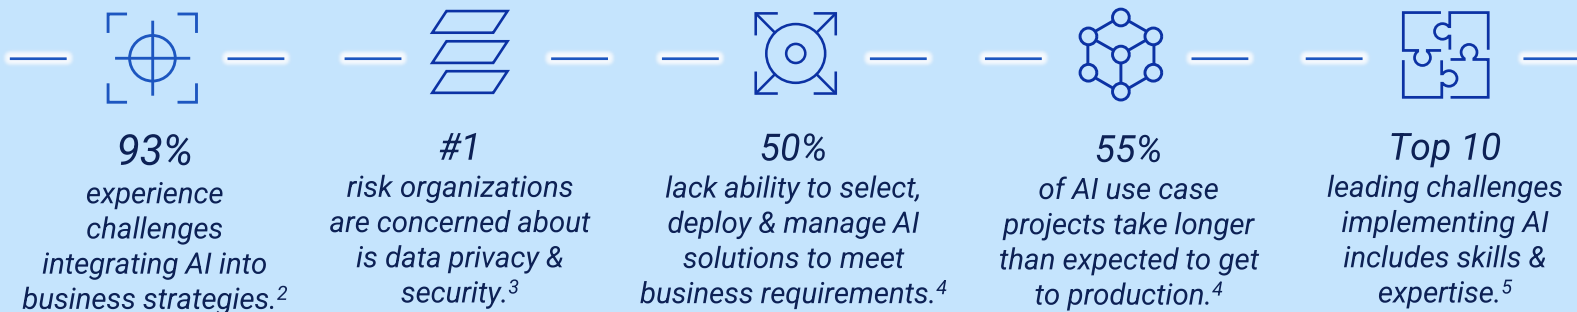 93%
experience
challenges
integrating AI into
business strategies.2
#1
risk organizations
are concerned about
is data privacy &
security.3
50%
lack ability to select,
deploy & manage AI
solutions to meet
business requirements.4
55%
of AI use case
projects take longer
than expected to get
to production.4
Top 10
leading challenges
implementing AI
includes skills &
expertise.5